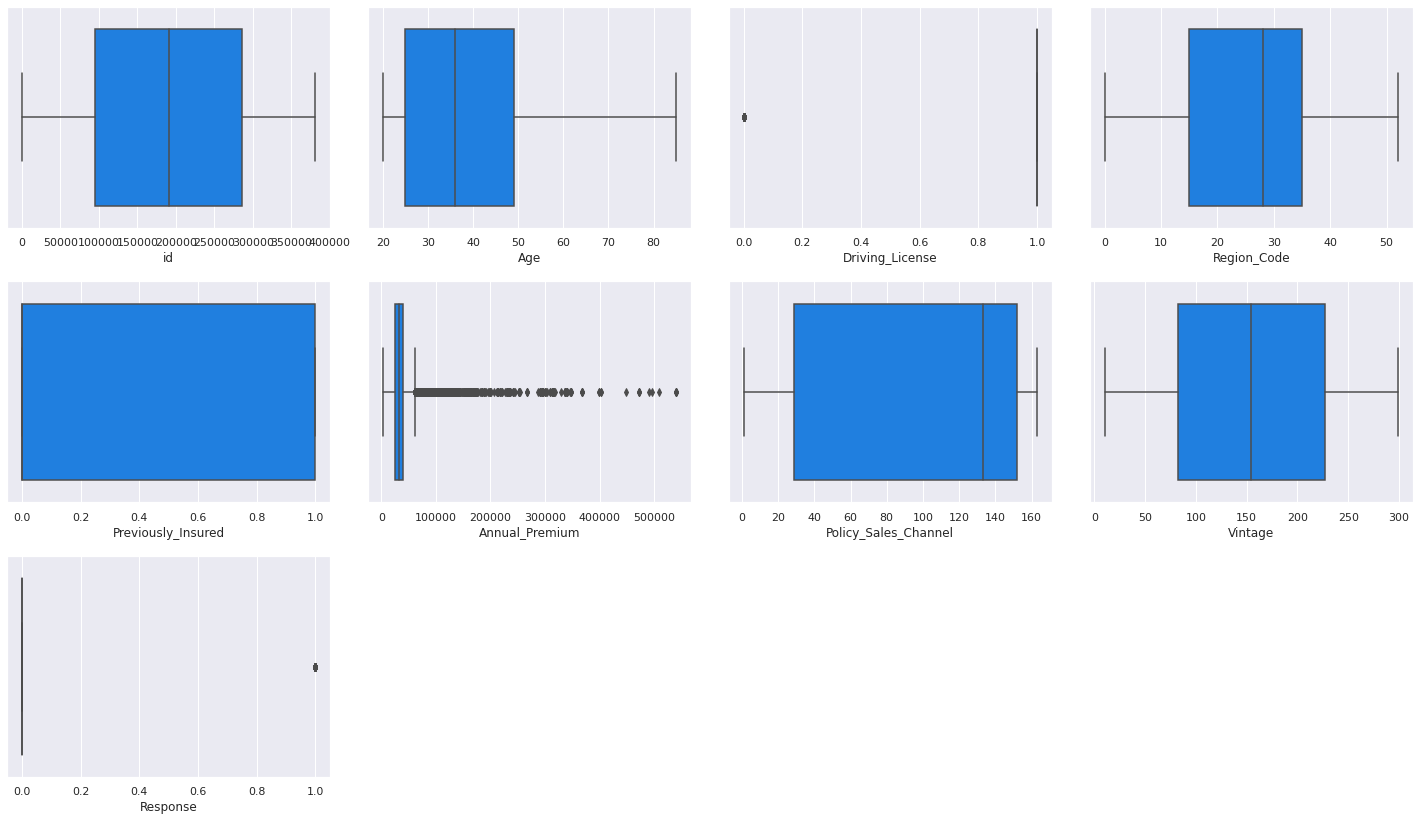 0 50000 100000 150000 200000 250000 300000 350000 400000
id
20 30 40 50 60 70 80
Age
0.0 0.2 0.4 0.6 0.8 1.0
Driving_License
0 10 20 30 40 50
Region_Code
0.0 0.2 0.4 0.6 0.8 1.0
Previously_Insured
0 100000 200000 300000 400000 500000
Annual_Premium
0 20 40 60 80 100 120 140 160
Policy_Sales_Channel
0 50 100 150 200 250 300
Vintage
0.0 0.2 0.4 0.6 0.8 1.0
Response